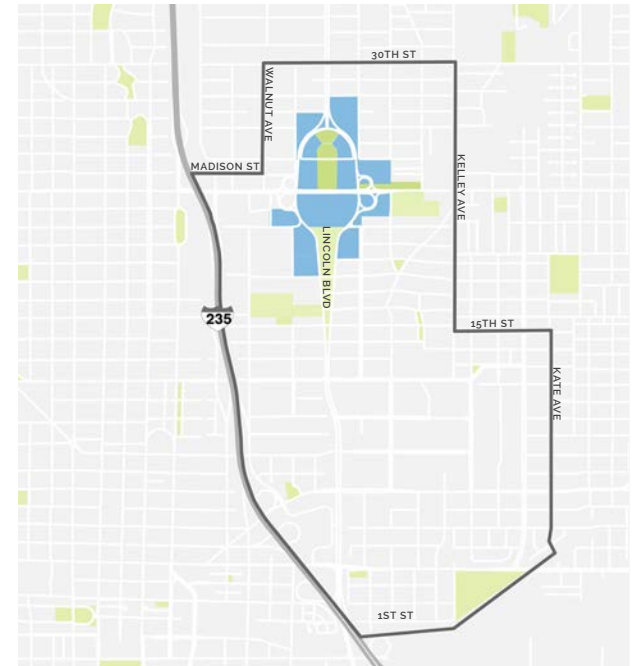 30TH ST
WALNUT AVE
MADISON ST
KELLEY AVE
LINCOLN BLVD
235
15TH ST
KATE AVE
1ST ST